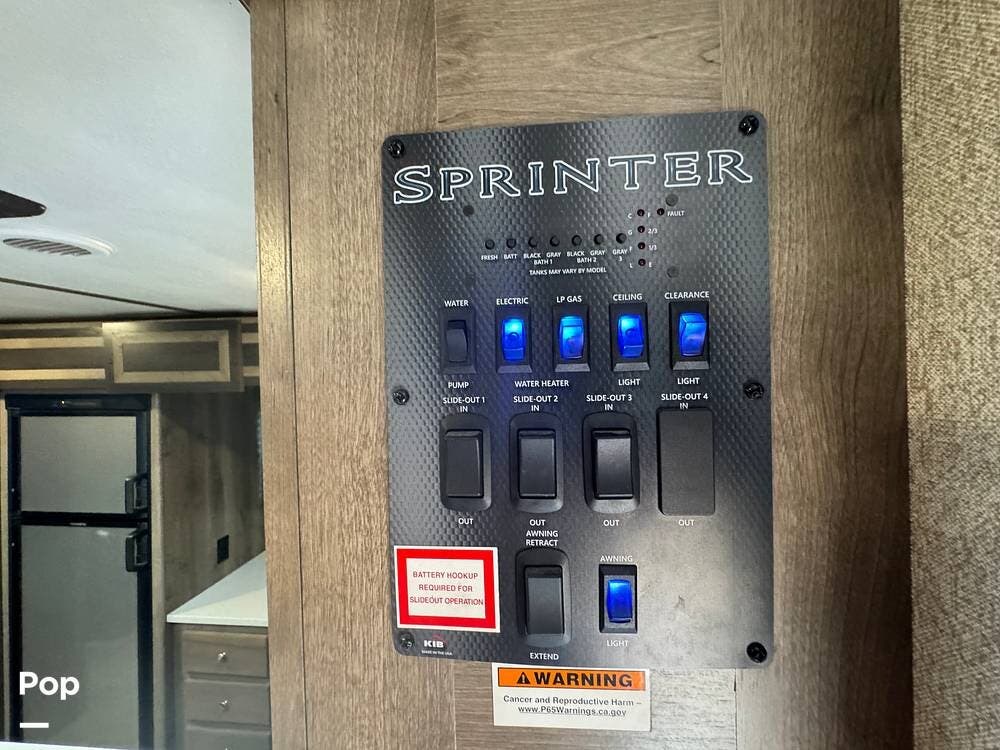 SPRINTER
C F FAULT
G 2/3
F 1/3
L E
FRESH BATT BLACK GRAY BLACK GRAY GRAY
BATH 1 BATH 2 3
TANKS MAY VARY BY MODEL
WATER ELECTRIC LP GAS CEILING CLEARANCE
PUMP WATER HEATER LIGHT LIGHT
SLIDE-OUT 1 SLIDE-OUT 2 SLIDE-OUT 3 SLIDE-OUT 4
IN IN IN IN
OUT OUT OUT OUT
AWNING
RETRACT
AWNING
BATTERY HOOKUP
REQUIRED FOR
SLIDEOUT OPERATION
LIGHT
EXTEND
KIB
MADE IN THE USA
WARNING
Cancer and Reproductive Harm –
www.P65Warnings.ca.gov
Pop